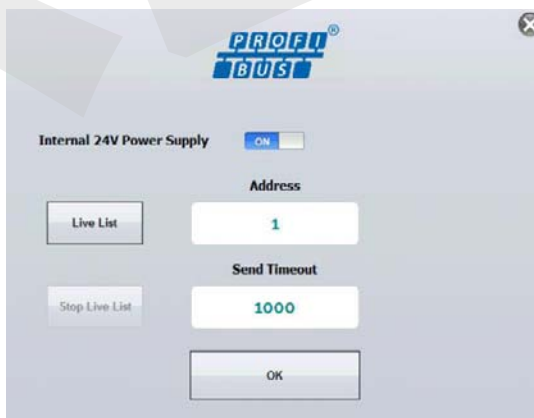 PROFI®
BUS
Internal 24V Power Supply
ON
Address
Live List
1
Send Timeout
Stop Live List
1000
OK